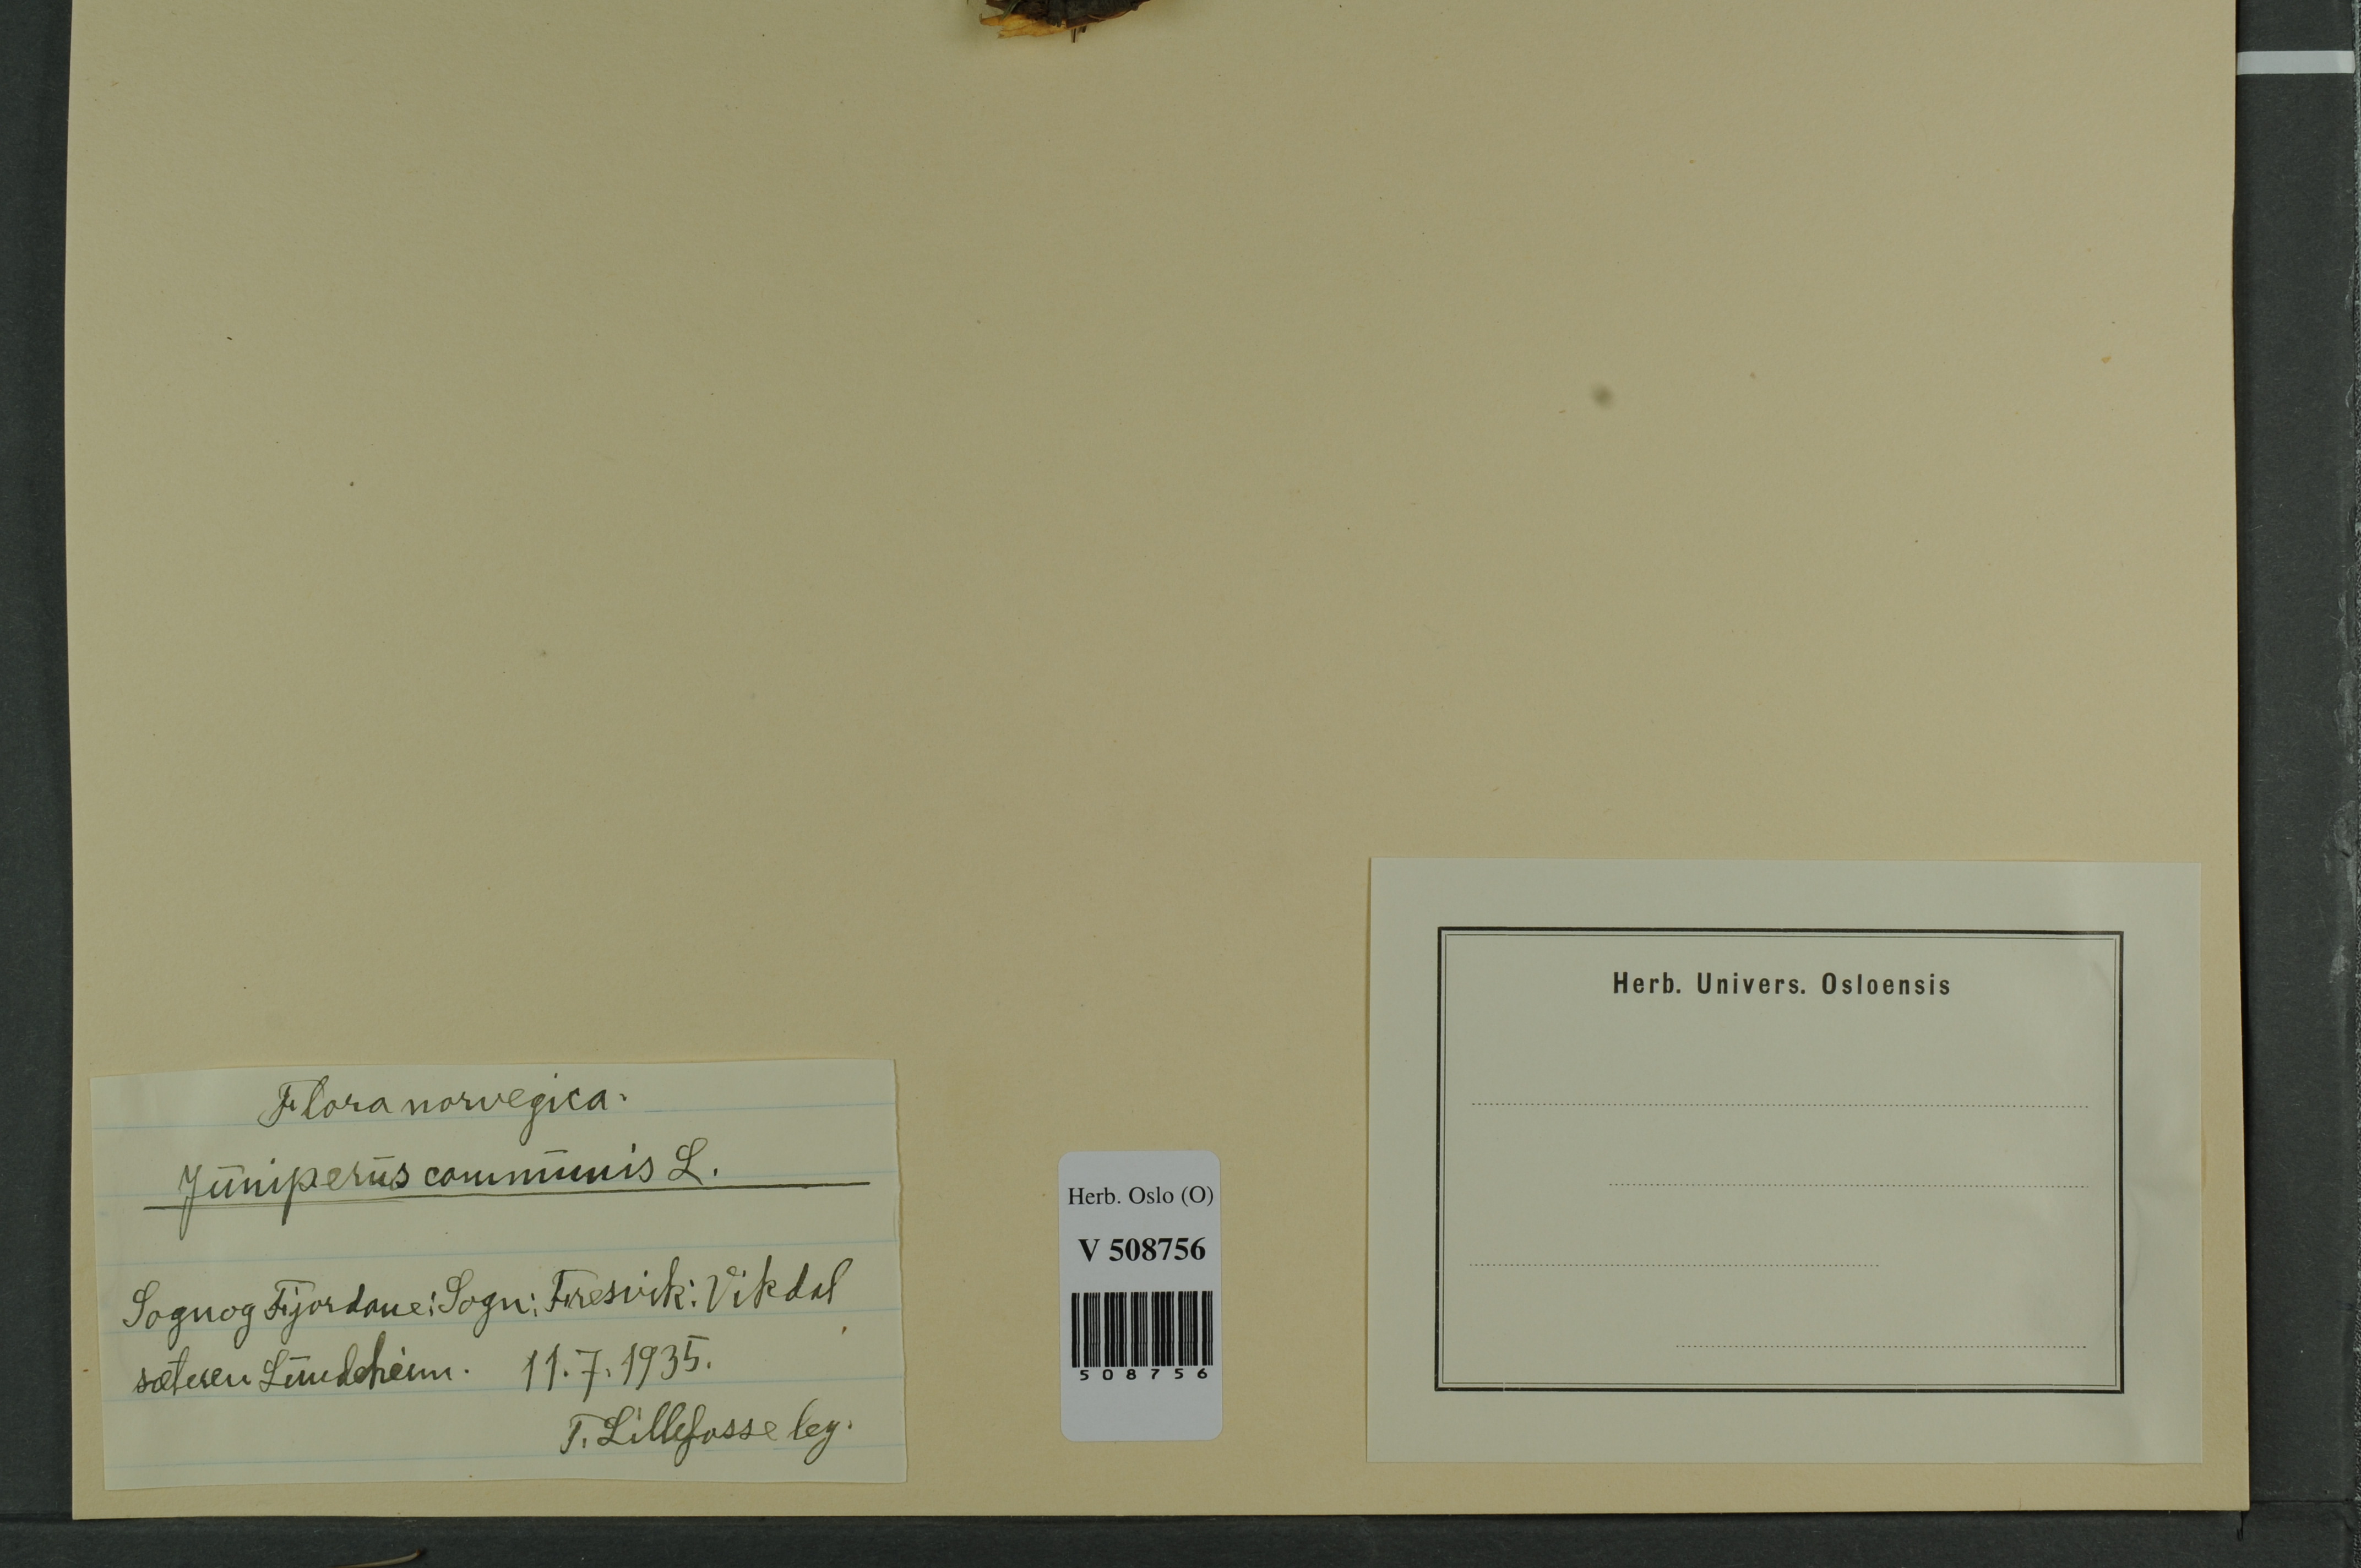 Flora norvegica.
Juniperus communis L.
Sogn og Fjordane: Sogn: Fresvik: Vikdal
sæteren Lundeheim. 11.7.1935.
T. Lillefosse leg.
Herb. Oslo (O)
V 508756
508756
Herb. Univers. Osloensis